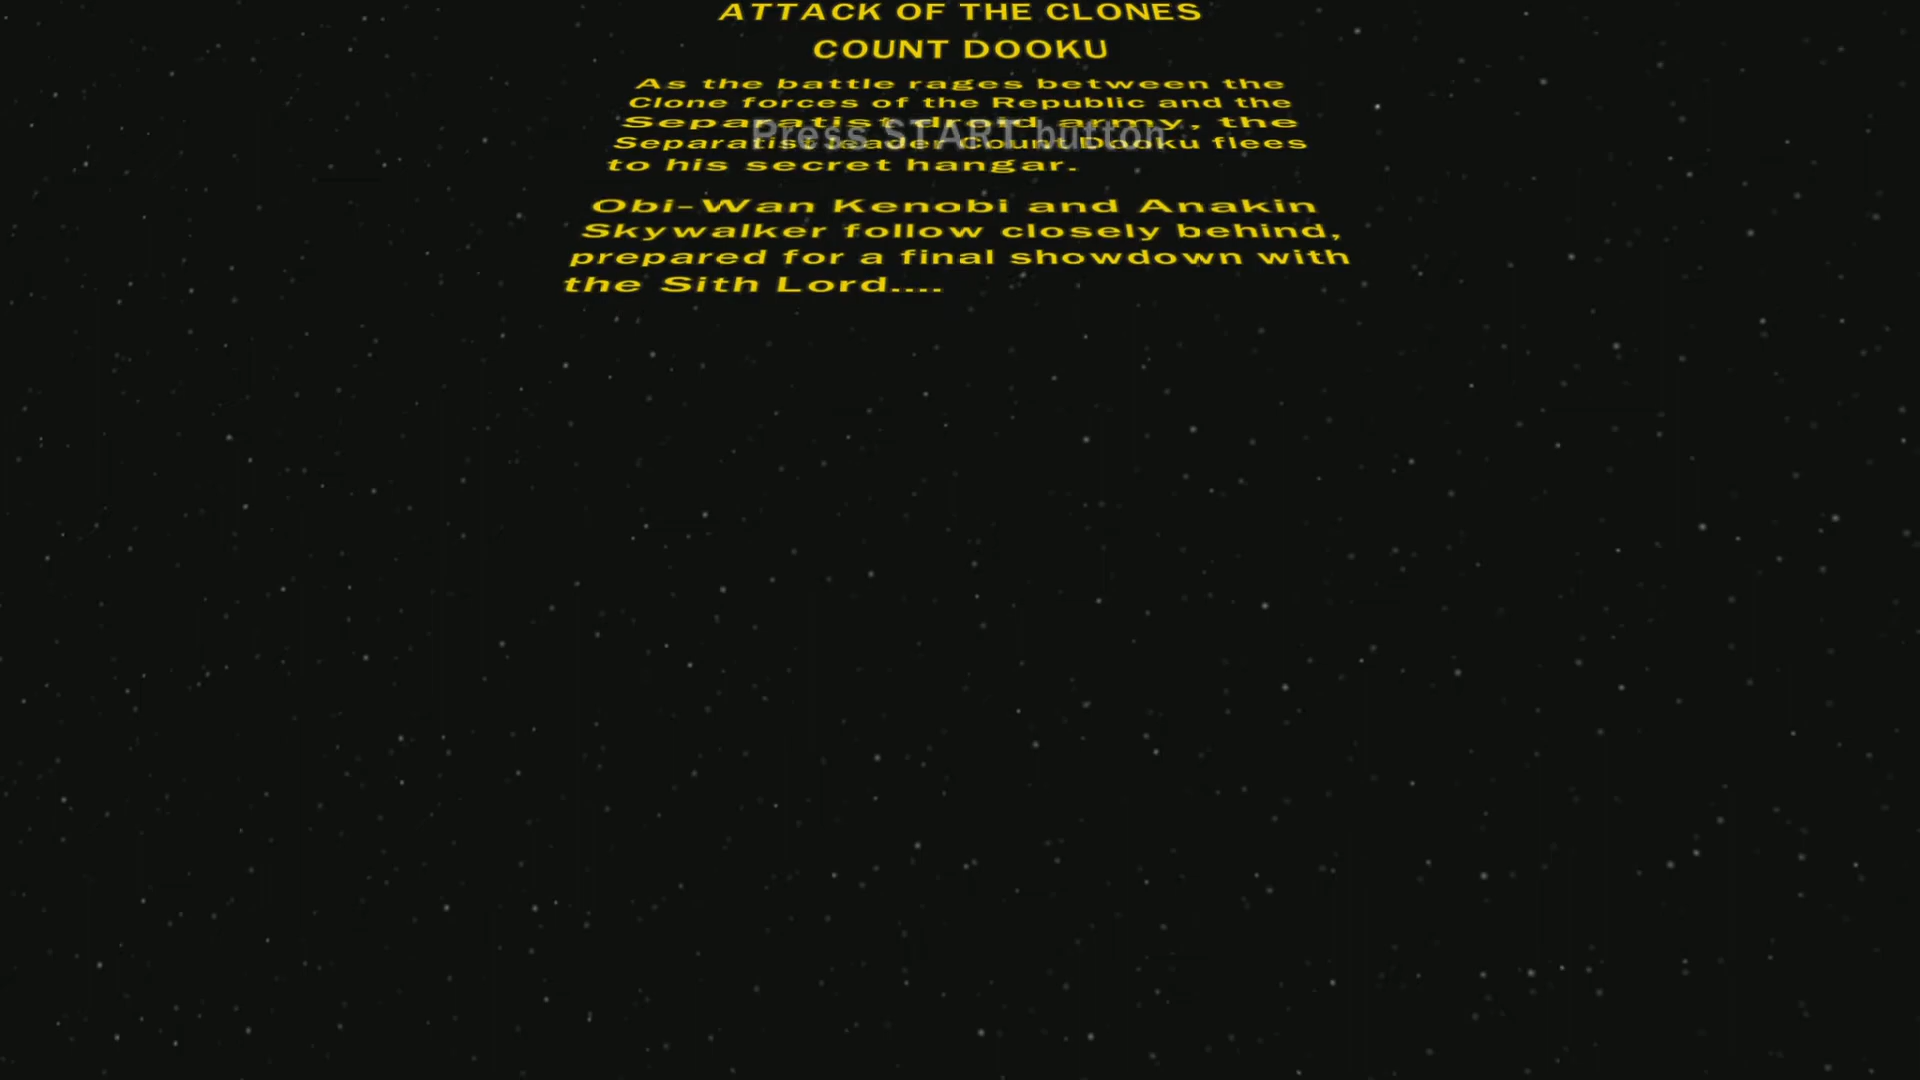 ATTACK OF THE CLONES
COUNT DOOKU
As the battle rages between the
Clone forces of the Republic and the
Separatist droid army, the
Press START button
Separatist leader Count Dooku flees
to his secret hangar.
Obi-Wan Kenobi and Anakin
Skywalker follow closely behind,
prepared for a final showdown with
the Sith Lord....